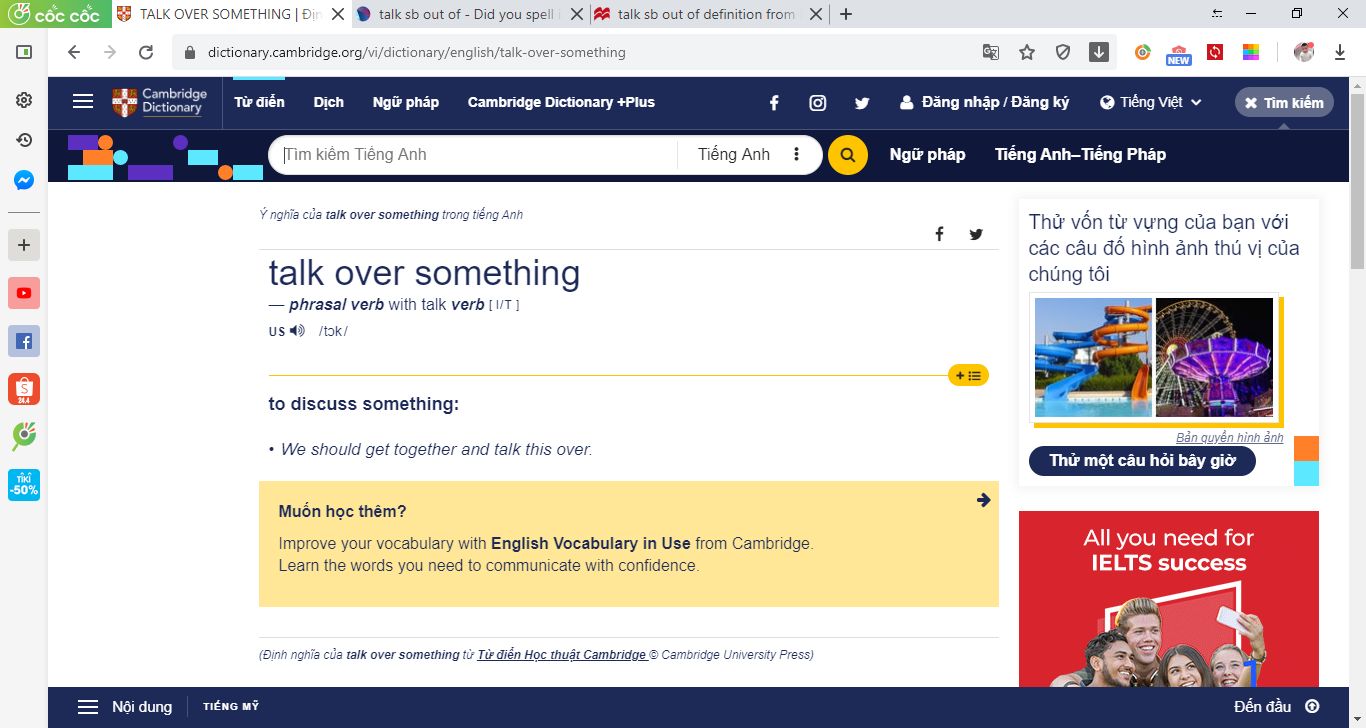 cốc cốc
TALK OVER SOMETHING | Địn
talk sb out of - Did you spell i
talk sb out of definition from
dictionary.cambridge.org/vi/dictionary/english/talk-over-something
NEW
Cambridge
Dictionary
Từ điển
Dịch
Ngữ pháp
Cambridge Dictionary +Plus
Đăng nhập / Đăng ký
Tiếng Việt
Tìm kiếm
Tìm kiếm Tiếng Anh
Tiếng Anh
Ngữ pháp
Tiếng Anh–Tiếng Pháp
Ý nghĩa của talk over something trong tiếng Anh
talk over something
— phrasal verb with talk verb [ I/T ]
US /tɔk/
to discuss something:
• We should get together and talk this over.
Muốn học thêm?
Improve your vocabulary with English Vocabulary in Use from Cambridge.
Learn the words you need to communicate with confidence.
(Định nghĩa của talk over something từ Từ điển Học thuật Cambridge © Cambridge University Press)
Thử vốn từ vựng của bạn với
các câu đố hình ảnh thú vị của
chúng tôi
Bản quyền hình ảnh
Thử một câu hỏi bây giờ
All you need for
IELTS success
24.4
TIKI
-50%
Nội dung
TIẾNG MỸ
Đến đầu